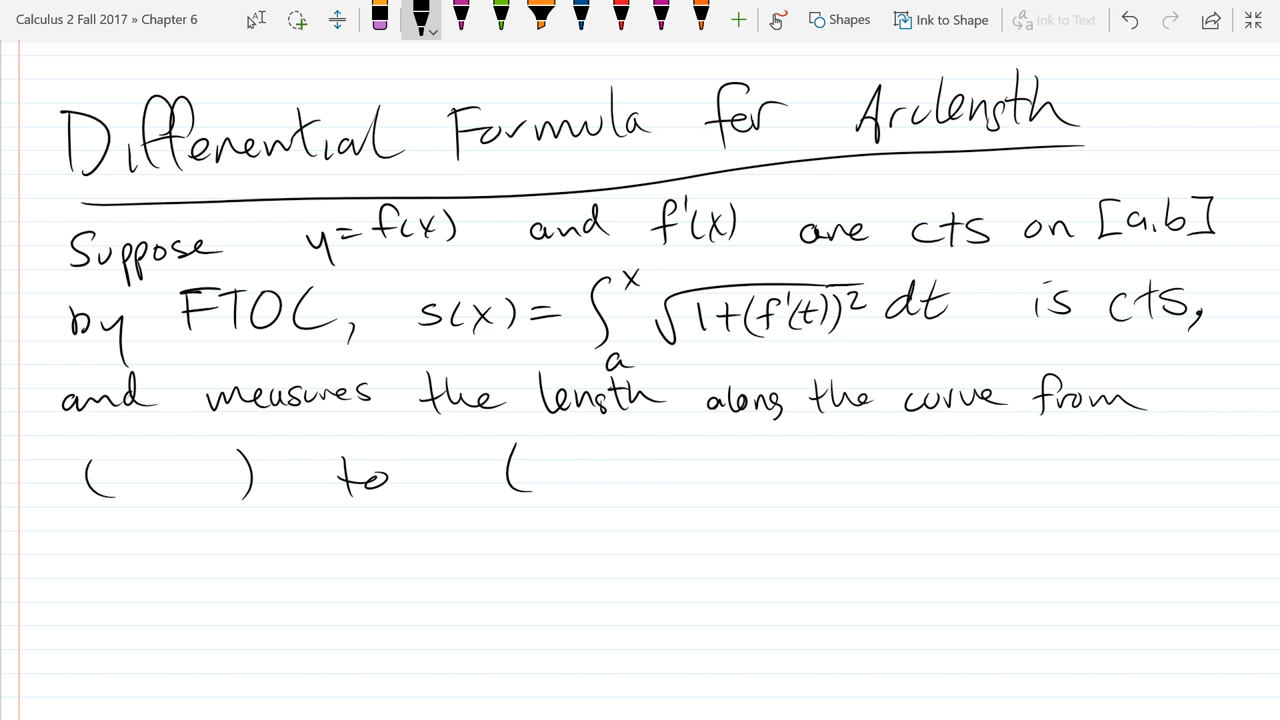 Calculus 2 Fall 2017 » Chapter 6
Shapes
Ink to Shape
Ink to Text
Differential Formula for Arclength
Suppose y=f(x) and f'(x) are cts on [a,b]
by FTOC, s(x) = ∫ₐˣ √(1+(f'(t))²) dt is cts,
and measures the length along the curve from
( ) to (